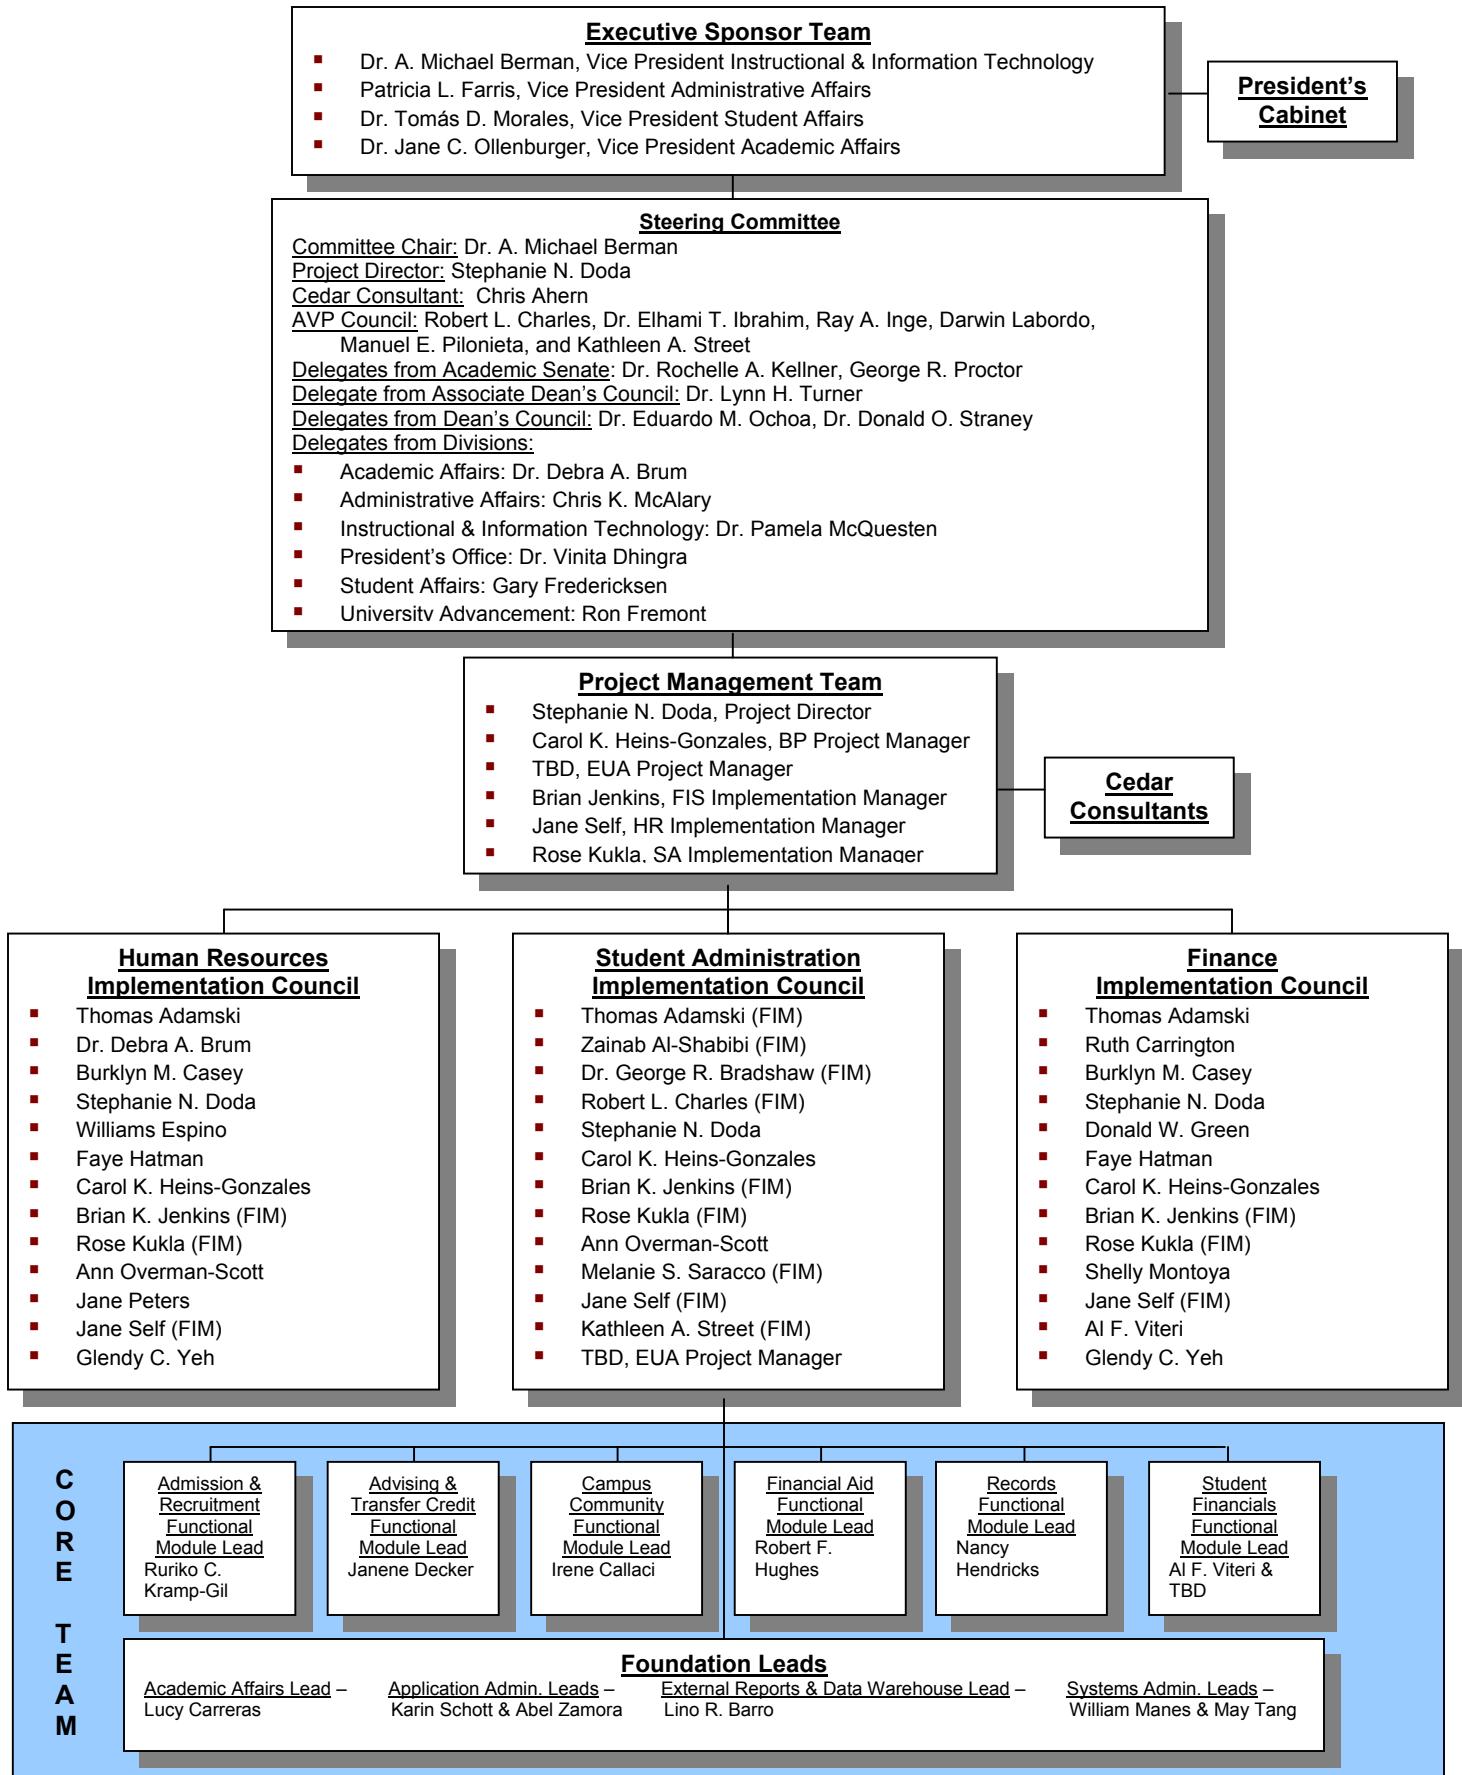 Executive Sponsor Team
▪ Dr. A. Michael Berman, Vice President Instructional & Information Technology
▪ Patricia L. Farris, Vice President Administrative Affairs
▪ Dr. Tomás D. Morales, Vice President Student Affairs
▪ Dr. Jane C. Ollenburger, Vice President Academic Affairs
President's
Cabinet
Steering Committee
Committee Chair: Dr. A. Michael Berman
Project Director: Stephanie N. Doda
Cedar Consultant: Chris Ahern
AVP Council: Robert L. Charles, Dr. Elhami T. Ibrahim, Ray A. Inge, Darwin Labordo,
Manuel E. Pilonieta, and Kathleen A. Street
Delegates from Academic Senate: Dr. Rochelle A. Kellner, George R. Proctor
Delegate from Associate Dean's Council: Dr. Lynn H. Turner
Delegates from Dean's Council: Dr. Eduardo M. Ochoa, Dr. Donald O. Straney
Delegates from Divisions:
▪ Academic Affairs: Dr. Debra A. Brum
▪ Administrative Affairs: Chris K. McAlary
▪ Instructional & Information Technology: Dr. Pamela McQuesten
▪ President's Office: Dr. Vinita Dhingra
▪ Student Affairs: Gary Fredericksen
▪ University Advancement: Ron Fremont
Project Management Team
▪ Stephanie N. Doda, Project Director
▪ Carol K. Heins-Gonzales, BP Project Manager
▪ TBD, EUA Project Manager
▪ Brian Jenkins, FIS Implementation Manager
▪ Jane Self, HR Implementation Manager
▪ Rose Kukla, SA Implementation Manager
Cedar
Consultants
Human Resources
Implementation Council
▪ Thomas Adamski
▪ Dr. Debra A. Brum
▪ Burklyn M. Casey
▪ Stephanie N. Doda
▪ Williams Espino
▪ Faye Hatman
▪ Carol K. Heins-Gonzales
▪ Brian K. Jenkins (FIM)
▪ Rose Kukla (FIM)
▪ Ann Overman-Scott
▪ Jane Peters
▪ Jane Self (FIM)
▪ Glendy C. Yeh
Student Administration
Implementation Council
▪ Thomas Adamski (FIM)
▪ Zainab Al-Shabibi (FIM)
▪ Dr. George R. Bradshaw (FIM)
▪ Robert L. Charles (FIM)
▪ Stephanie N. Doda
▪ Carol K. Heins-Gonzales
▪ Brian K. Jenkins (FIM)
▪ Rose Kukla (FIM)
▪ Ann Overman-Scott
▪ Melanie S. Saracco (FIM)
▪ Jane Self (FIM)
▪ Kathleen A. Street (FIM)
▪ TBD, EUA Project Manager
Finance
Implementation Council
▪ Thomas Adamski
▪ Ruth Carrington
▪ Burklyn M. Casey
▪ Stephanie N. Doda
▪ Donald W. Green
▪ Faye Hatman
▪ Carol K. Heins-Gonzales
▪ Brian K. Jenkins (FIM)
▪ Rose Kukla (FIM)
▪ Shelly Montoya
▪ Jane Self (FIM)
▪ Al F. Viteri
▪ Glendy C. Yeh
CORE TEAM
Admission &
Recruitment
Functional
Module Lead
Ruriko C.
Kramp-Gil
Advising &
Transfer Credit
Functional
Module Lead
Janene Decker
Campus
Community
Functional
Module Lead
Irene Callaci
Financial Aid
Functional
Module Lead
Robert F.
Hughes
Records
Functional
Module Lead
Nancy
Hendricks
Student
Financials
Functional
Module Lead
Al F. Viteri &
TBD
Foundation Leads
Academic Affairs Lead –
Lucy Carreras
Application Admin. Leads –
Karin Schott & Abel Zamora
External Reports & Data Warehouse Lead –
Lino R. Barro
Systems Admin. Leads –
William Manes & May Tang